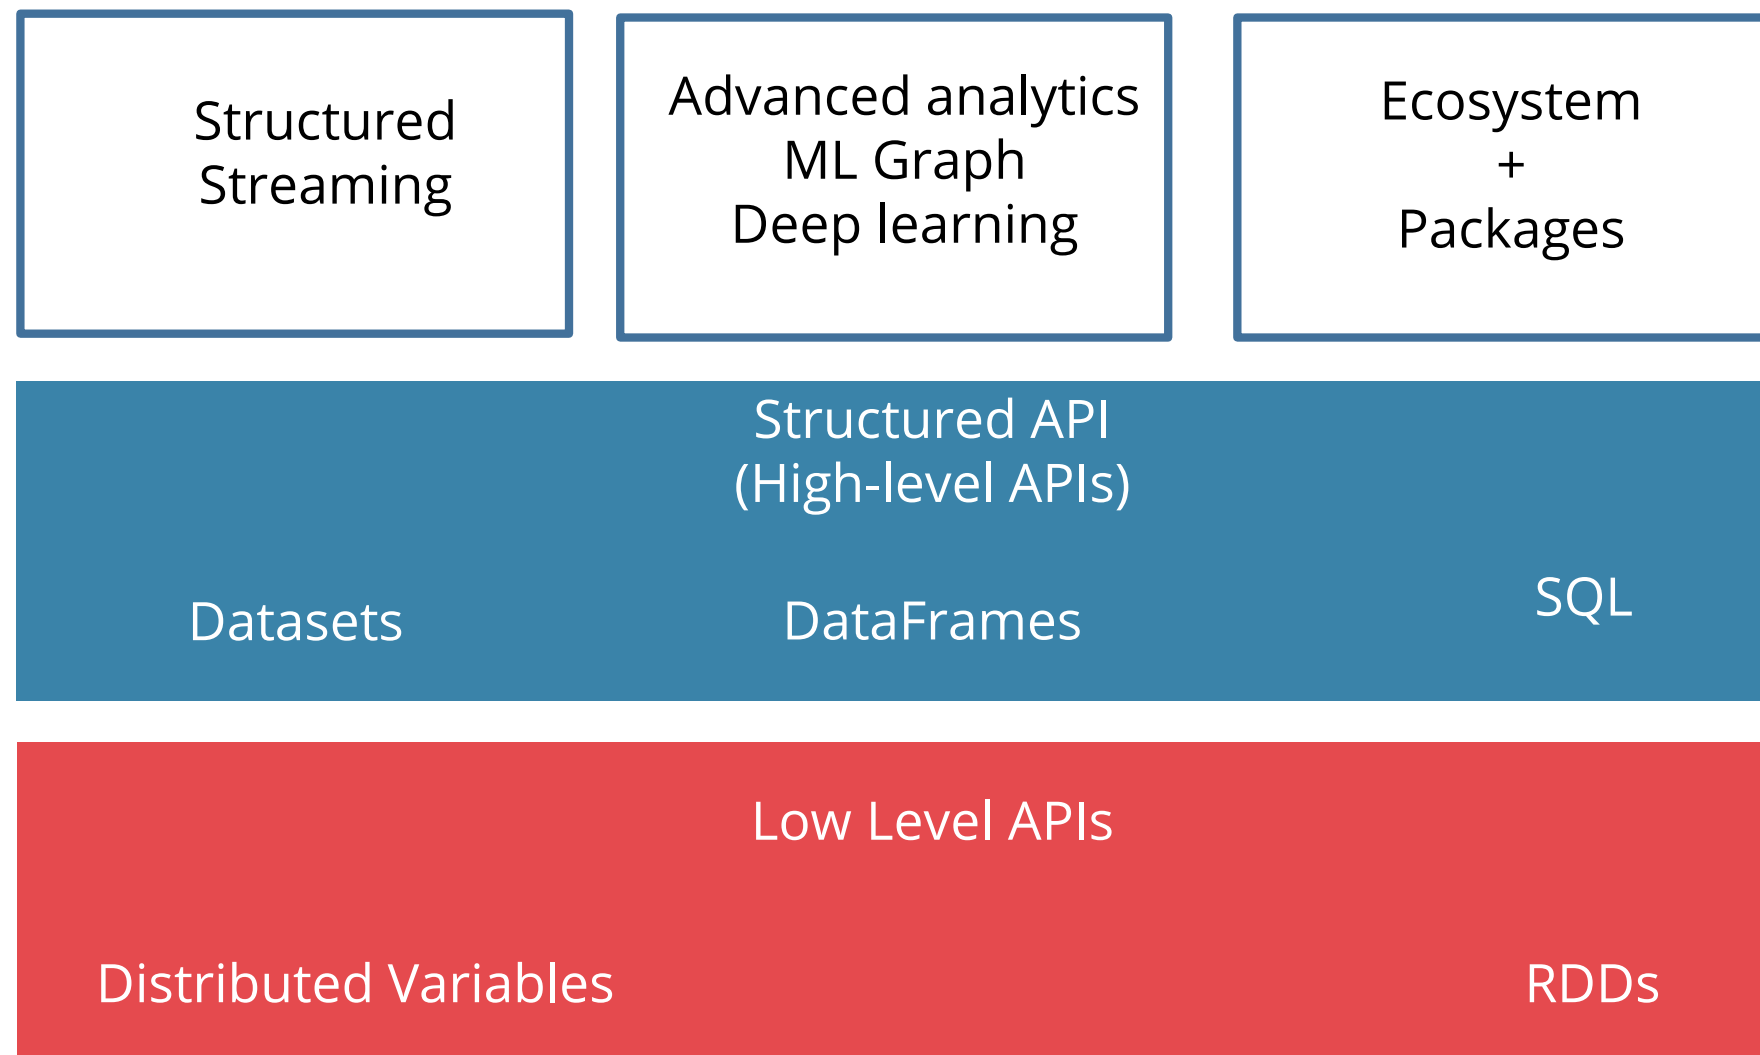 Structured
Streaming
Advanced analytics
ML Graph
Deep learning
Ecosystem
+
Packages
Structured API
(High-level APIs)
Datasets
DataFrames
SQL
Low Level APIs
Distributed Variables
RDDs